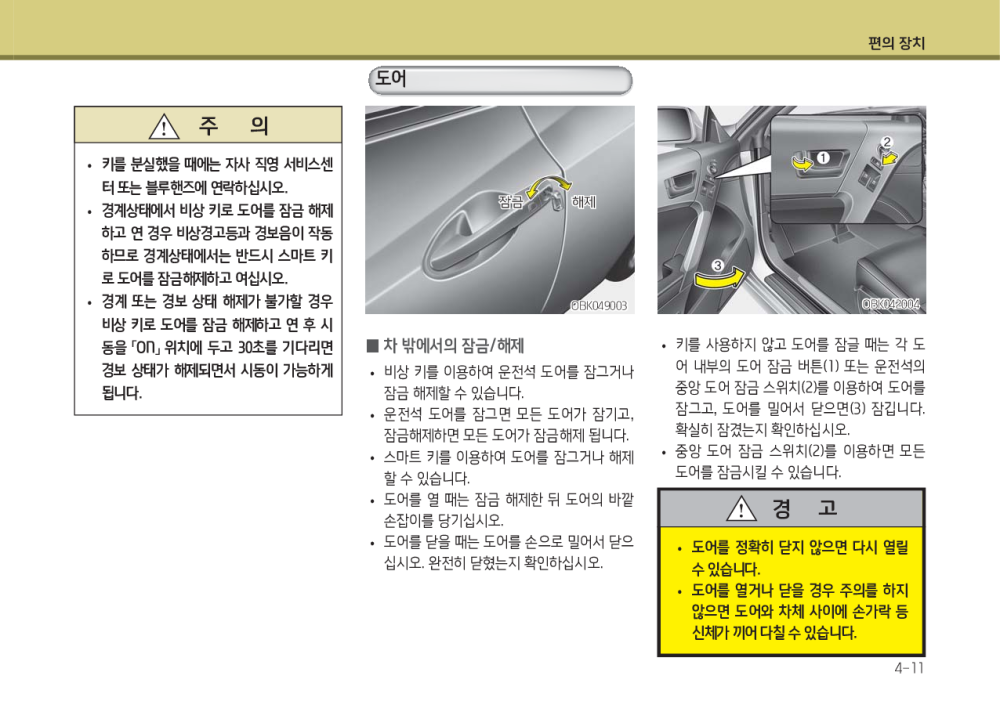 편의 장치
도어
주 의
• 키를 분실했을 때에는 자사 직영 서비스센
터 또는 블루핸즈에 연락하십시오.
• 경계상태에서 비상 키로 도어를 잠금 해제
하고 연 경우 비상경고등과 경보음이 작동
하므로 경계상태에서는 반드시 스마트 키
로 도어를 잠금해제하고 여십시오.
• 경계 또는 경보 상태 해제가 불가할 경우
비상 키로 도어를 잠금 해제하고 연 후 시
동을 「ON」 위치에 두고 30초를 기다리면
경보 상태가 해제되면서 시동이 가능하게
됩니다.
잠금 해제
OBK049003
■ 차 밖에서의 잠금/해제
• 비상 키를 이용하여 운전석 도어를 잠그거나
잠금 해제할 수 있습니다.
• 운전석 도어를 잠그면 모든 도어가 잠기고,
잠금해제하면 모든 도어가 잠금해제 됩니다.
• 스마트 키를 이용하여 도어를 잠그거나 해제
할 수 있습니다.
• 도어를 열 때는 잠금 해제한 뒤 도어의 바깥
손잡이를 당기십시오.
• 도어를 닫을 때는 도어를 손으로 밀어서 닫으
십시오. 완전히 닫혔는지 확인하십시오.
1
2
3
OBK042004
• 키를 사용하지 않고 도어를 잠글 때는 각 도
어 내부의 도어 잠금 버튼(1) 또는 운전석의
중앙 도어 잠금 스위치(2)를 이용하여 도어를
잠그고, 도어를 밀어서 닫으면(3) 잠깁니다.
확실히 잠겼는지 확인하십시오.
• 중앙 도어 잠금 스위치(2)를 이용하면 모든
도어를 잠금시킬 수 있습니다.
경 고
• 도어를 정확히 닫지 않으면 다시 열릴
수 있습니다.
• 도어를 열거나 닫을 경우 주의를 하지
않으면 도어와 차체 사이에 손가락 등
신체가 끼어 다칠 수 있습니다.
4-11